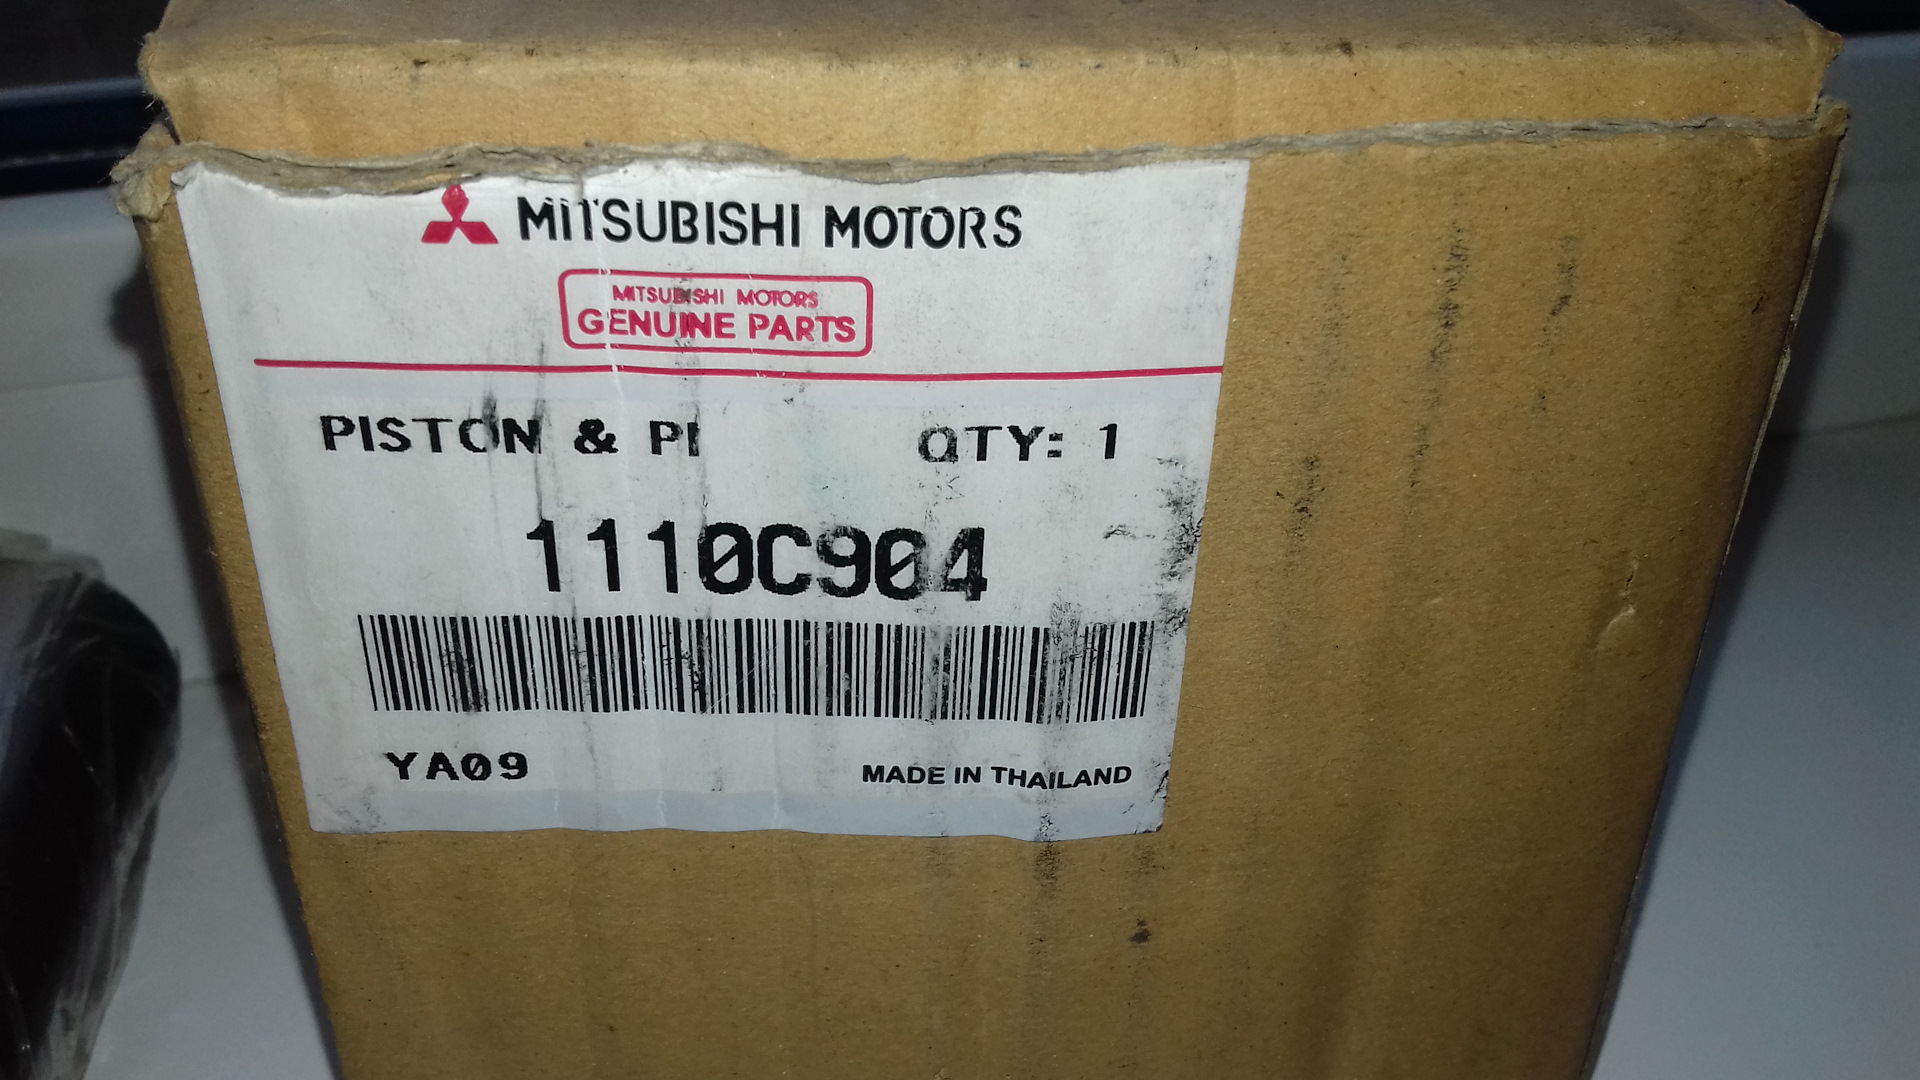 MITSUBISHI MOTORS
MITSUBISHI MOTORS
GENUINE PARTS
PISTON & PI QTY: 1
1110C904
YA09 MADE IN THAILAND